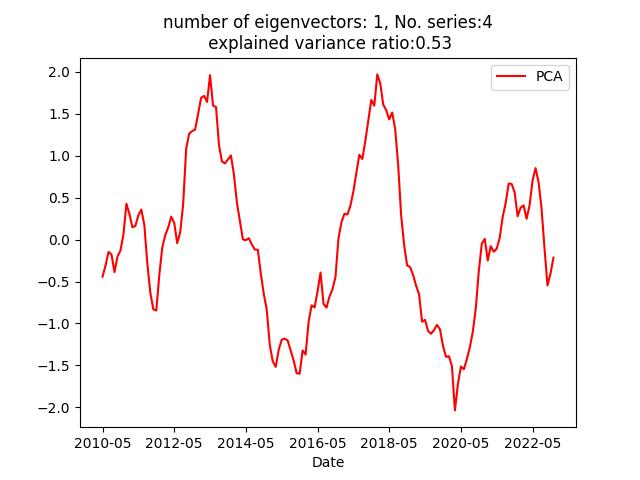 number of eigenvectors: 1, No. series:4
explained variance ratio:0.53
PCA
2.0
1.5
1.0
0.5
0.0
−0.5
−1.0
−1.5
−2.0
2010-05 2012-05 2014-05 2016-05 2018-05 2020-05 2022-05
Date